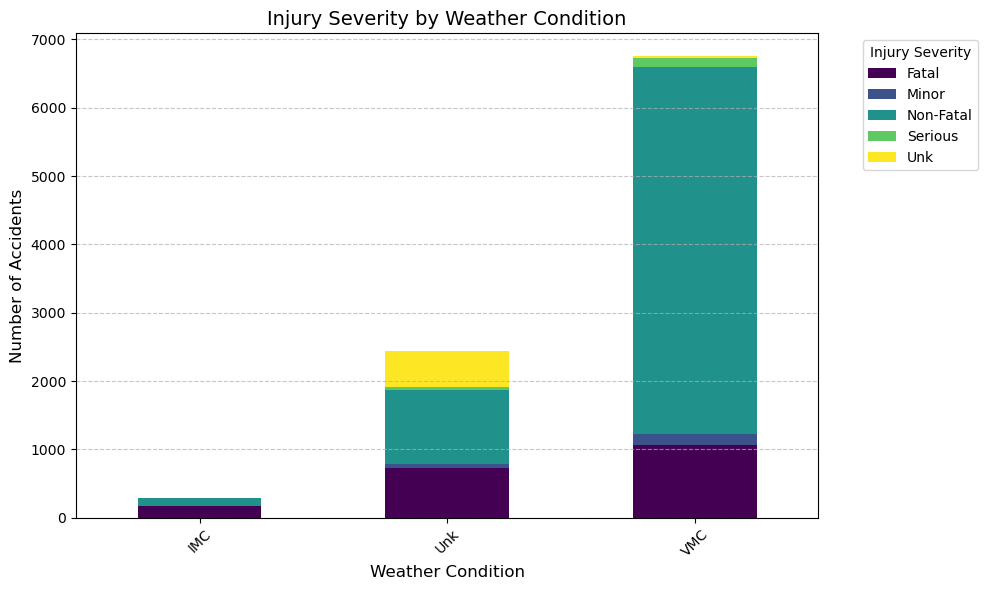 Injury Severity by Weather Condition
Number of Accidents
7000
6000
5000
4000
3000
2000
1000
0
IMC
Unk
VMC
Weather Condition
Injury Severity
Fatal
Minor
Non-Fatal
Serious
Unk